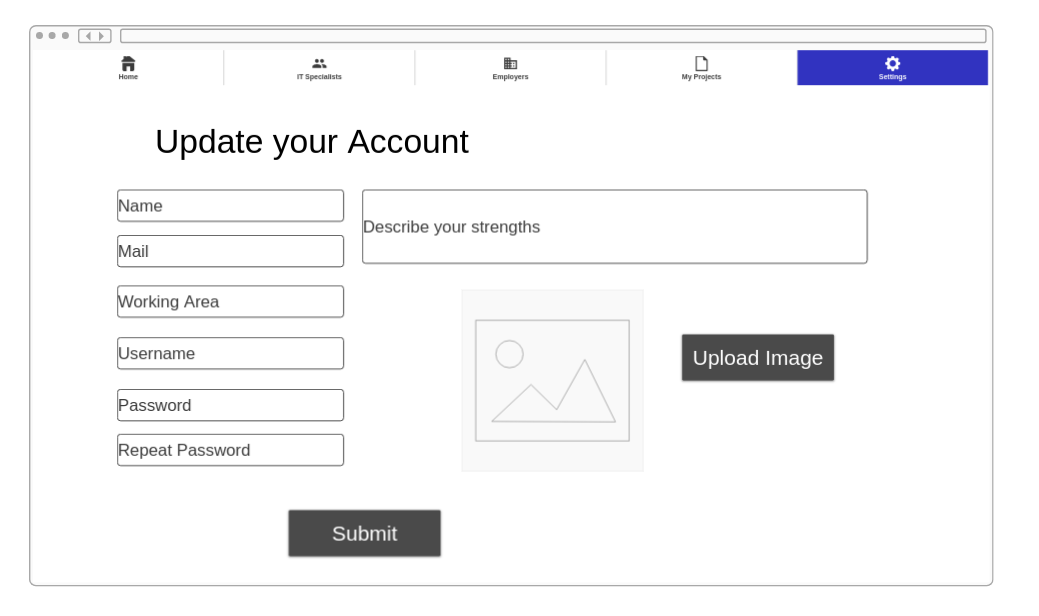 Home
IT Specialists
Employers
My Projects
Settings
Update your Account
Name
Describe your strengths
Mail
Working Area
Username
Upload Image
Password
Repeat Password
Submit